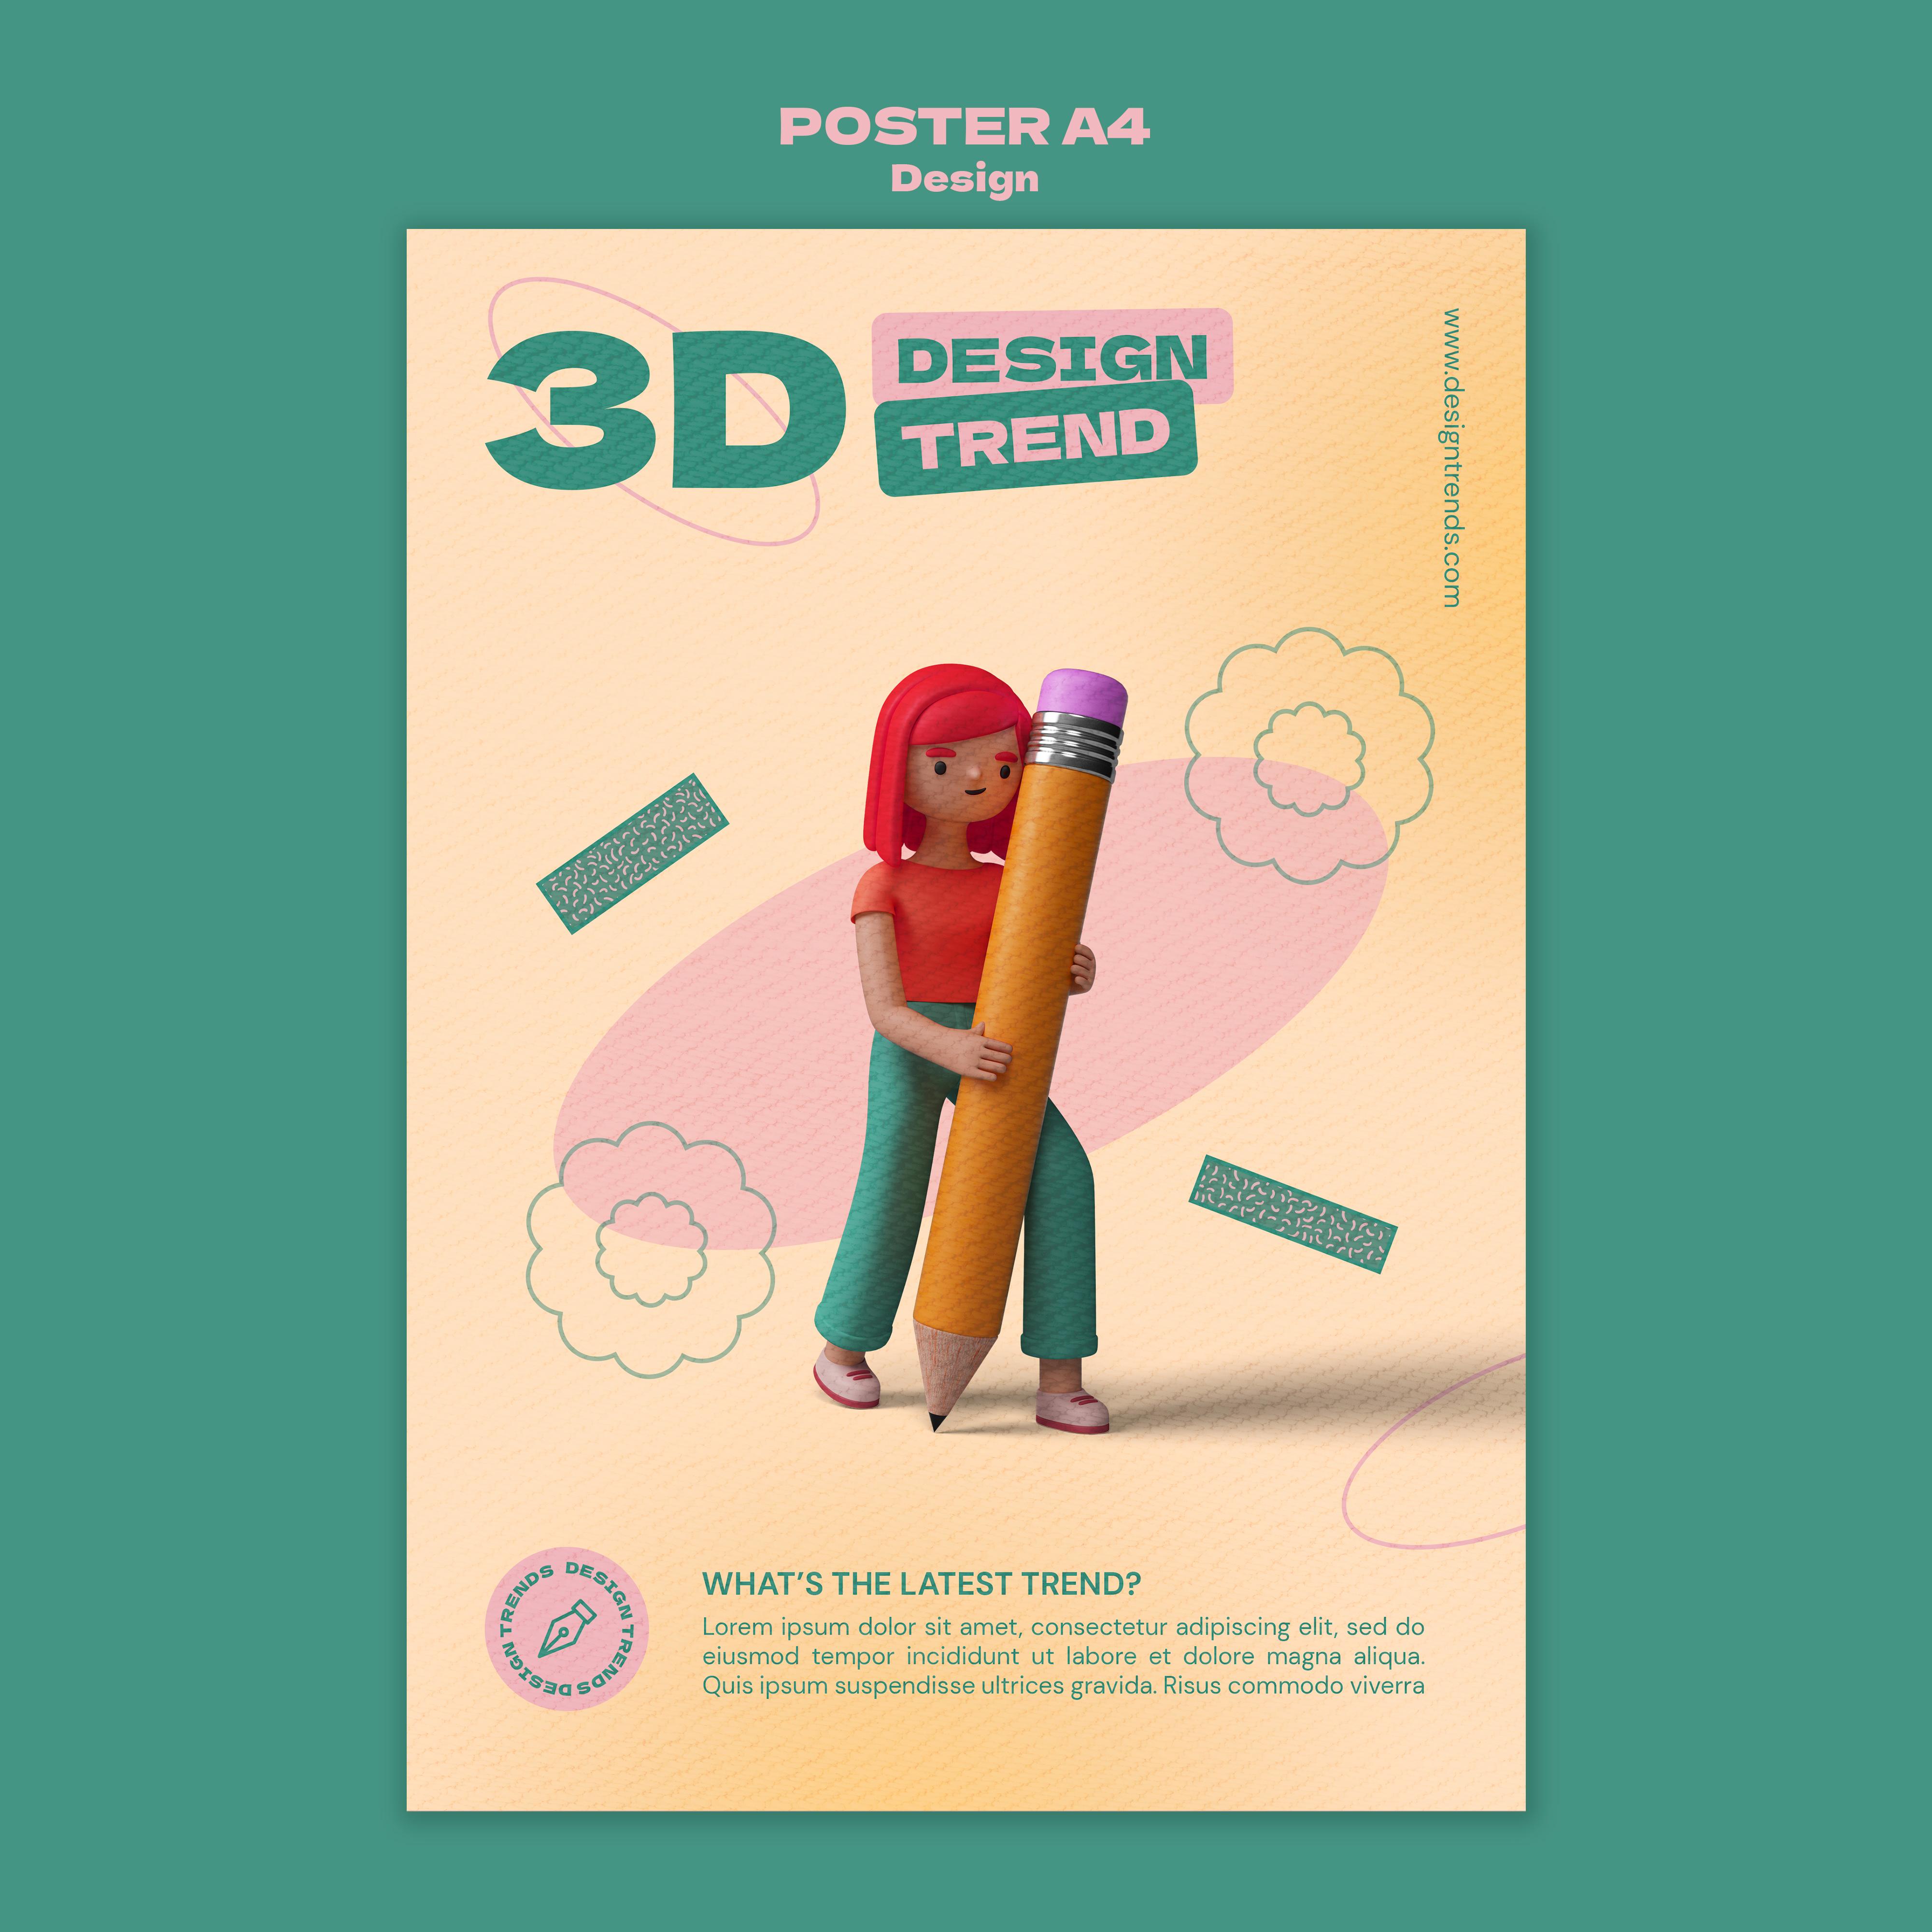 POSTER A4
Design
3D
DESIGN
TREND
www.designtrends.com
DESIGN TRENDS DESIGN TRENDS
WHAT’S THE LATEST TREND?
Lorem ipsum dolor sit amet, consectetur adipiscing elit, sed do
eiusmod tempor incididunt ut labore et dolore magna aliqua.
Quis ipsum suspendisse ultrices gravida. Risus commodo viverra